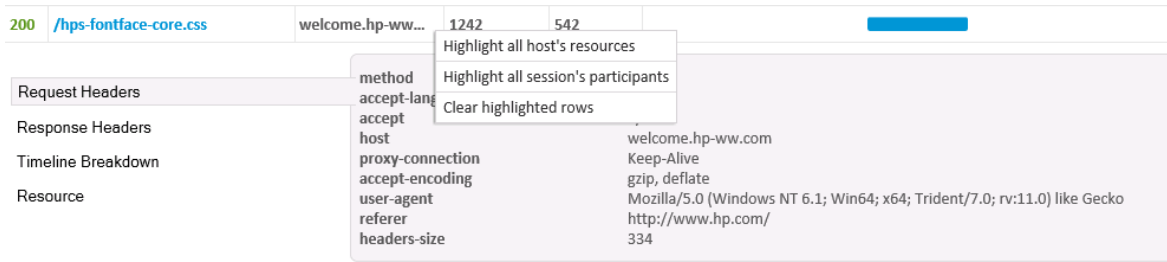 200 /hps-fontface-core.css welcome.hp-ww... 1242 542
Highlight all host's resources
Highlight all session's participants
Clear highlighted rows
Request Headers
Response Headers
Timeline Breakdown
Resource
method
accept
host welcome.hp-ww.com
proxy-connection Keep-Alive
accept-encoding gzip, deflate
user-agent Mozilla/5.0 (Windows NT 6.1; Win64; x64; Trident/7.0; rv:11.0) like Gecko
referer http://www.hp.com/
headers-size 334